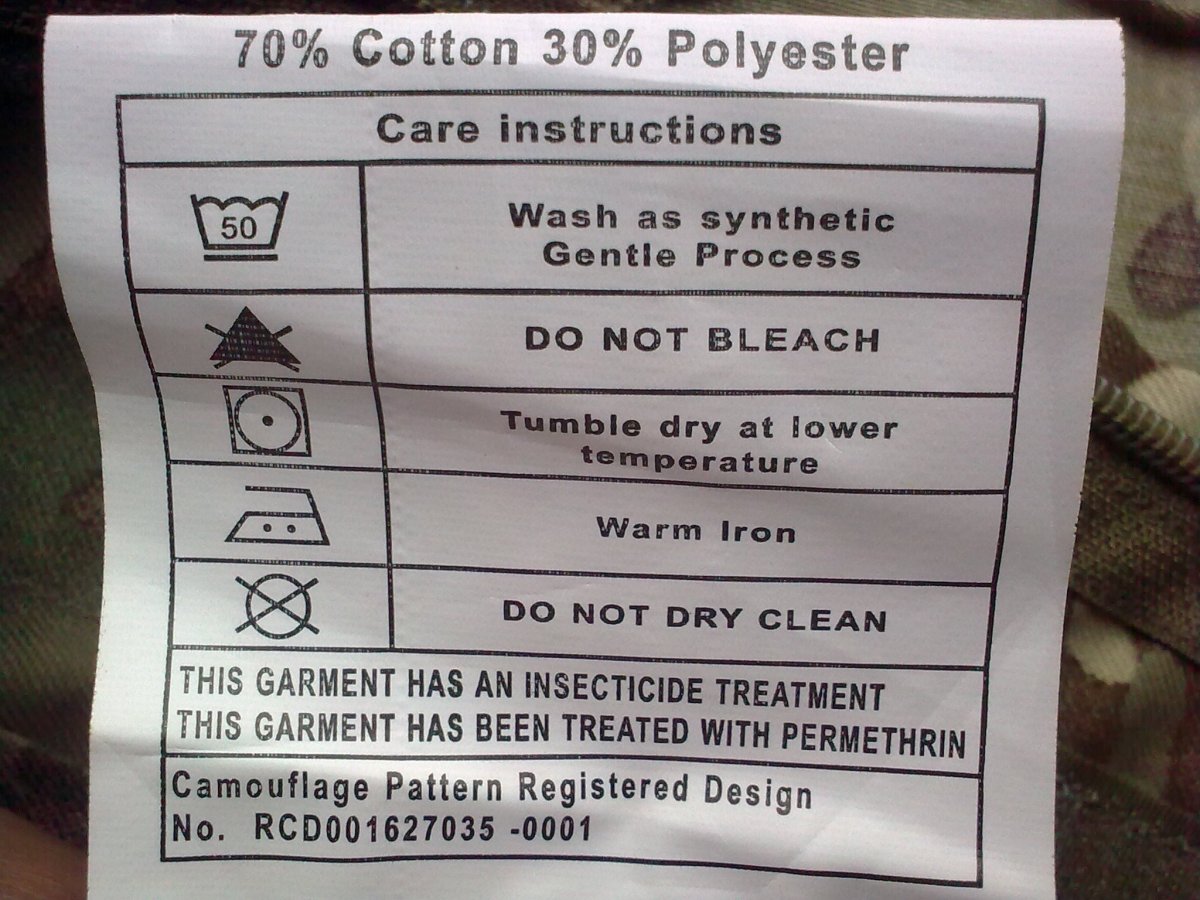 70% Cotton 30% Polyester
Care instructions
50
Wash as synthetic
Gentle Process
DO NOT BLEACH
Tumble dry at lower
temperature
Warm Iron
DO NOT DRY CLEAN
THIS GARMENT HAS AN INSECTICIDE TREATMENT
THIS GARMENT HAS BEEN TREATED WITH PERMETHRIN
Camouflage Pattern Registered Design
No. RCD001627035 -0001